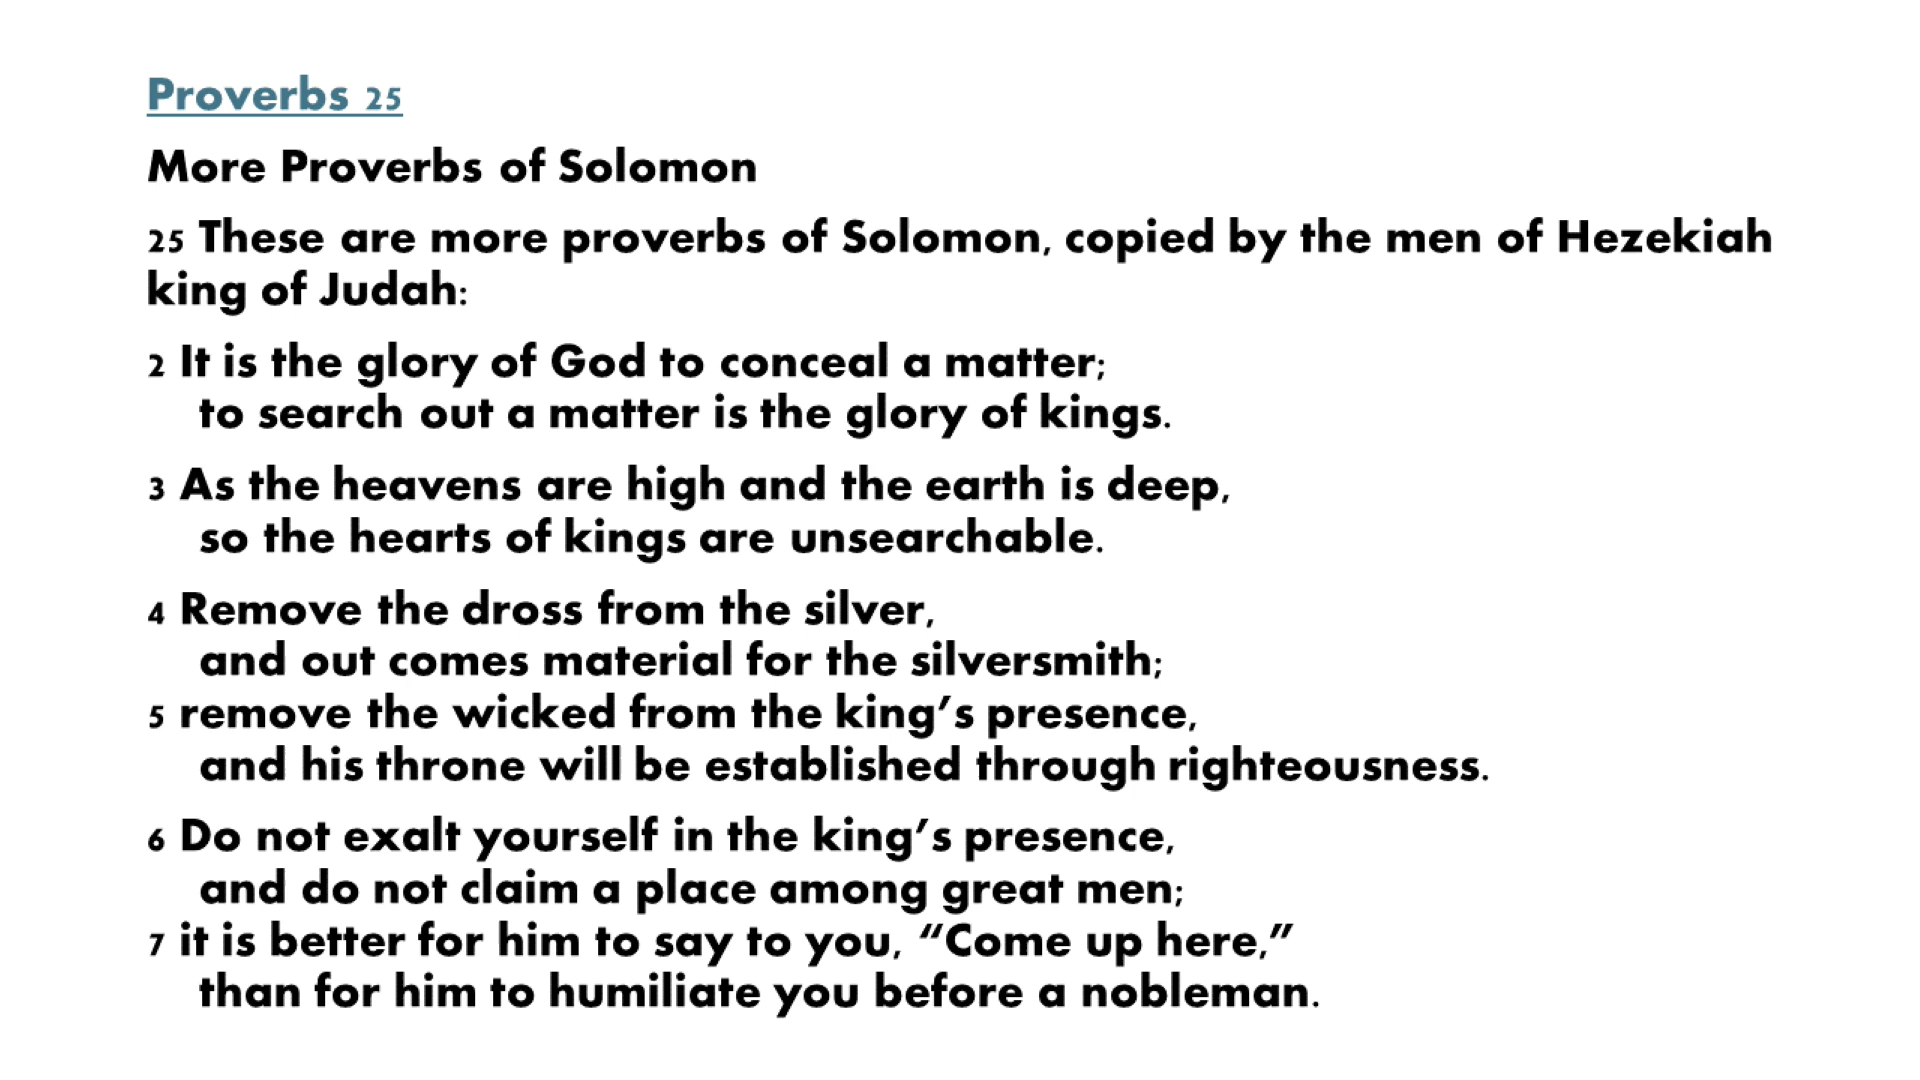 Proverbs 25
More Proverbs of Solomon
25 These are more proverbs of Solomon, copied by the men of Hezekiah
king of Judah:
2 It is the glory of God to conceal a matter;
to search out a matter is the glory of kings.
3 As the heavens are high and the earth is deep,
so the hearts of kings are unsearchable.
4 Remove the dross from the silver,
and out comes material for the silversmith;
5 remove the wicked from the king’s presence,
and his throne will be established through righteousness.
6 Do not exalt yourself in the king’s presence,
and do not claim a place among great men;
7 it is better for him to say to you, “Come up here,”
than for him to humiliate you before a nobleman.